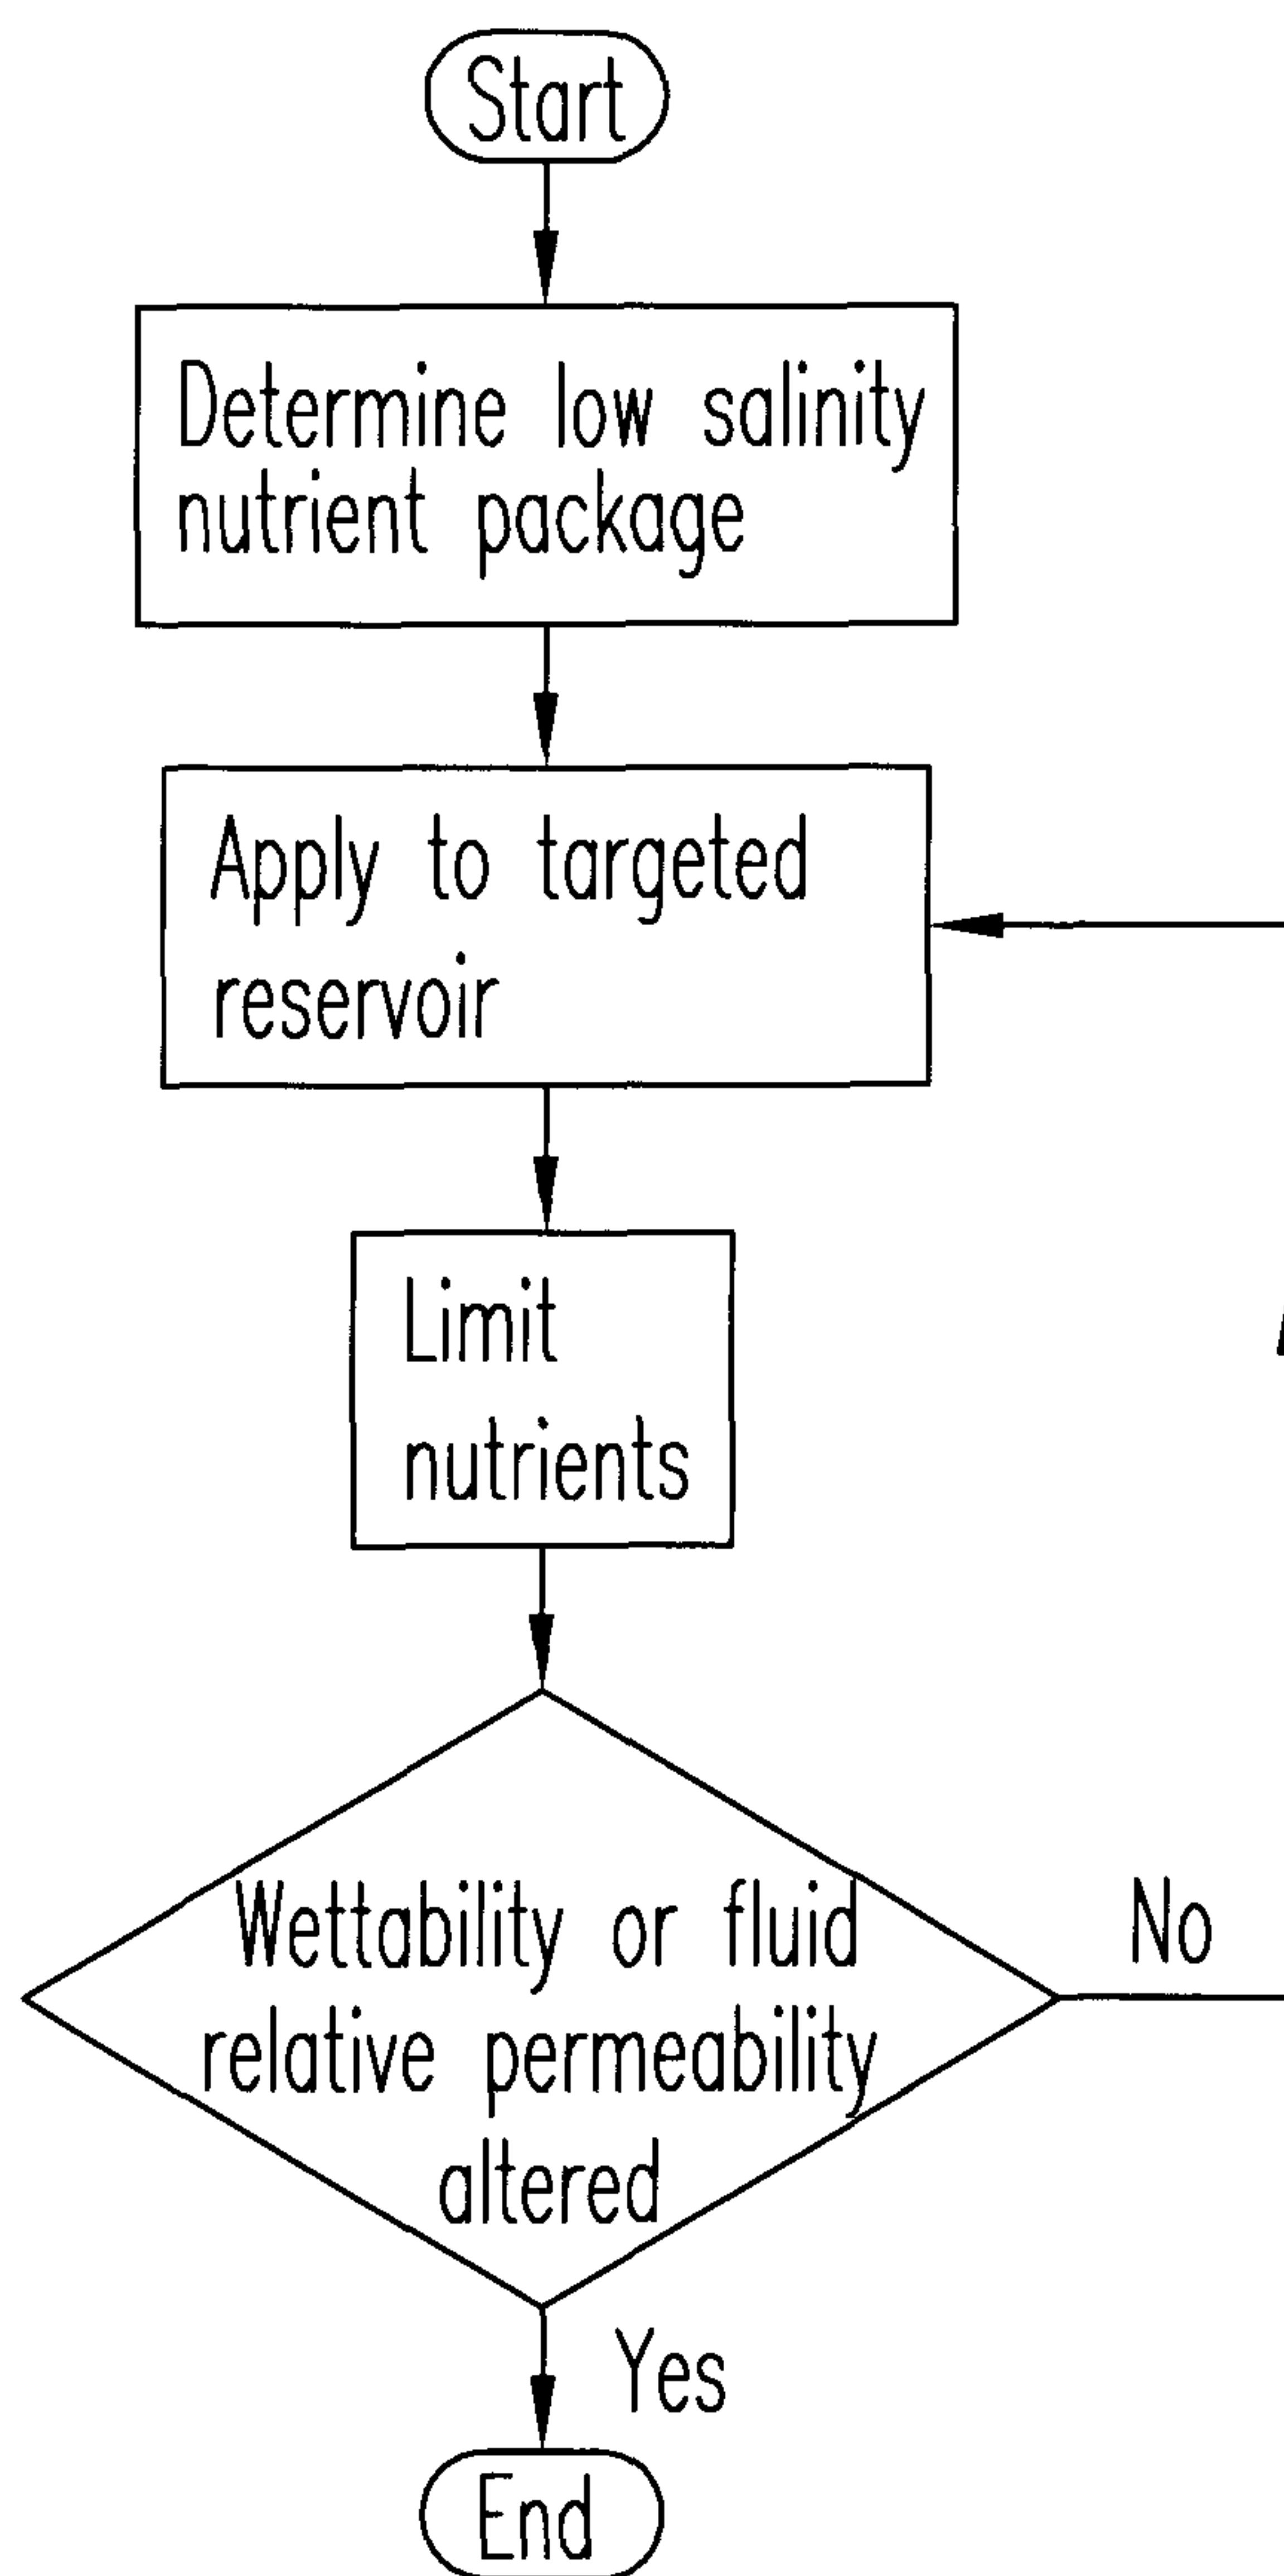 Start
Determine low salinity
nutrient package
Apply to targeted
reservoir
Limit
nutrients
Wettability or fluid
relative permeability
altered
No
Yes
End